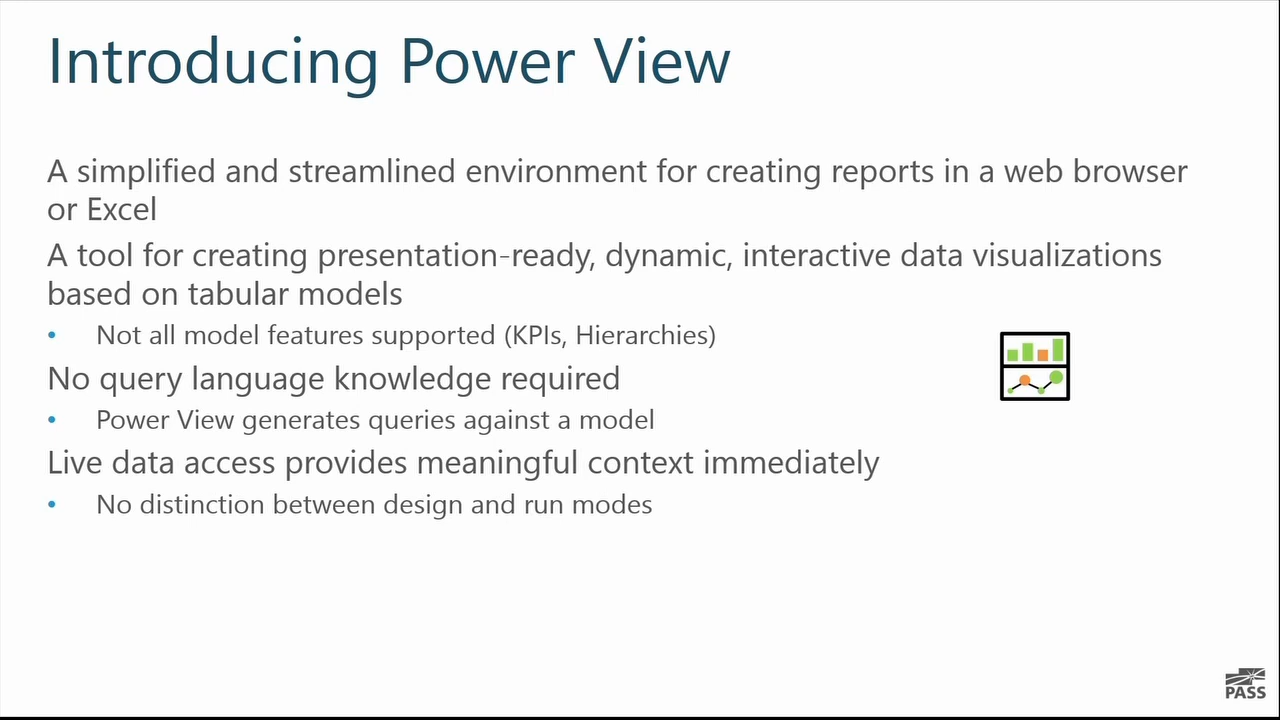 Introducing Power View
A simplified and streamlined environment for creating reports in a web browser
or Excel
A tool for creating presentation-ready, dynamic, interactive data visualizations
based on tabular models
• Not all model features supported (KPIs, Hierarchies)
No query language knowledge required
• Power View generates queries against a model
Live data access provides meaningful context immediately
• No distinction between design and run modes
PASS